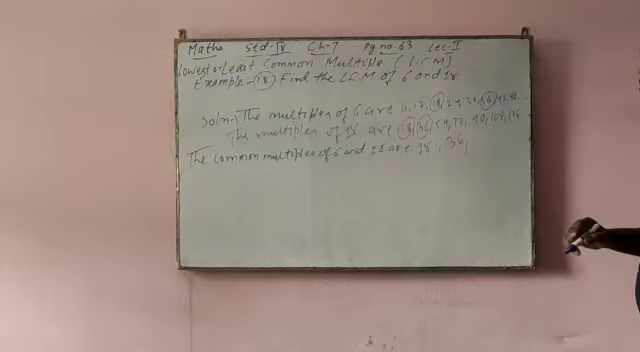 Maths Std-IV Ch-7 Pg no. 63 Lec-I
Lowest or Least Common Multiple (L.C.M)
Example-18 Find the L.C.M of 6 and 18
Soln:- The multiples of 6 are 6, 12, 18, 24, 30, 36, 42, 48...
The multiples of 18 are 18, 36, 54, 72, 90, 108, 126
The common multiples of 6 and 18 are 18, 36,